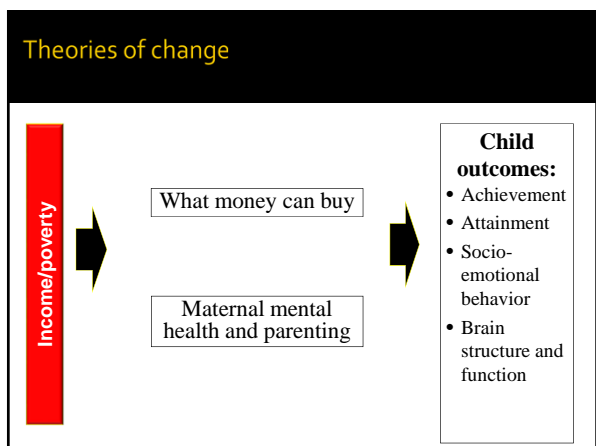 Theories of change
Income/poverty
What money can buy
Maternal mental
health and parenting
Child
outcomes:
• Achievement
• Attainment
• Socio-
emotional
behavior
• Brain
structure and
function